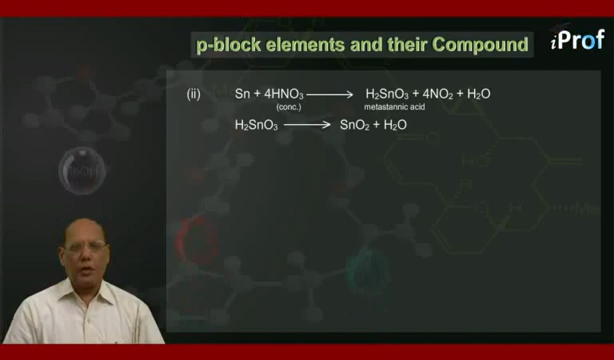 p-block elements and their Compound
iProf
(ii) Sn + 4HNO₃ ⟶ H₂SnO₃ + 4NO₂ + H₂O
(conc.) metastannic acid
H₂SnO₃ ⟶ SnO₂ + H₂O